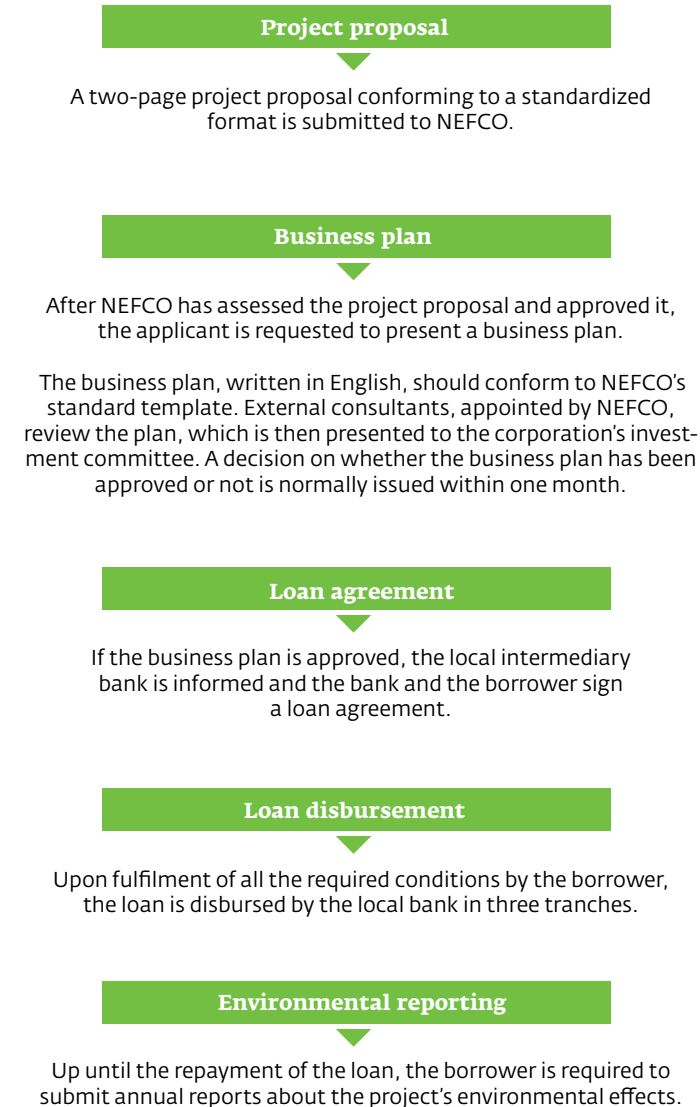 Project proposal
A two-page project proposal conforming to a standardized
format is submitted to NEFCO.
Business plan
After NEFCO has assessed the project proposal and approved it,
the applicant is requested to present a business plan.
The business plan, written in English, should conform to NEFCO's
standard template. External consultants, appointed by NEFCO,
review the plan, which is then presented to the corporation's invest-
ment committee. A decision on whether the business plan has been
approved or not is normally issued within one month.
Loan agreement
If the business plan is approved, the local intermediary
bank is informed and the bank and the borrower sign
a loan agreement.
Loan disbursement
Upon fulfilment of all the required conditions by the borrower,
the loan is disbursed by the local bank in three tranches.
Environmental reporting
Up until the repayment of the loan, the borrower is required to
submit annual reports about the project's environmental effects.